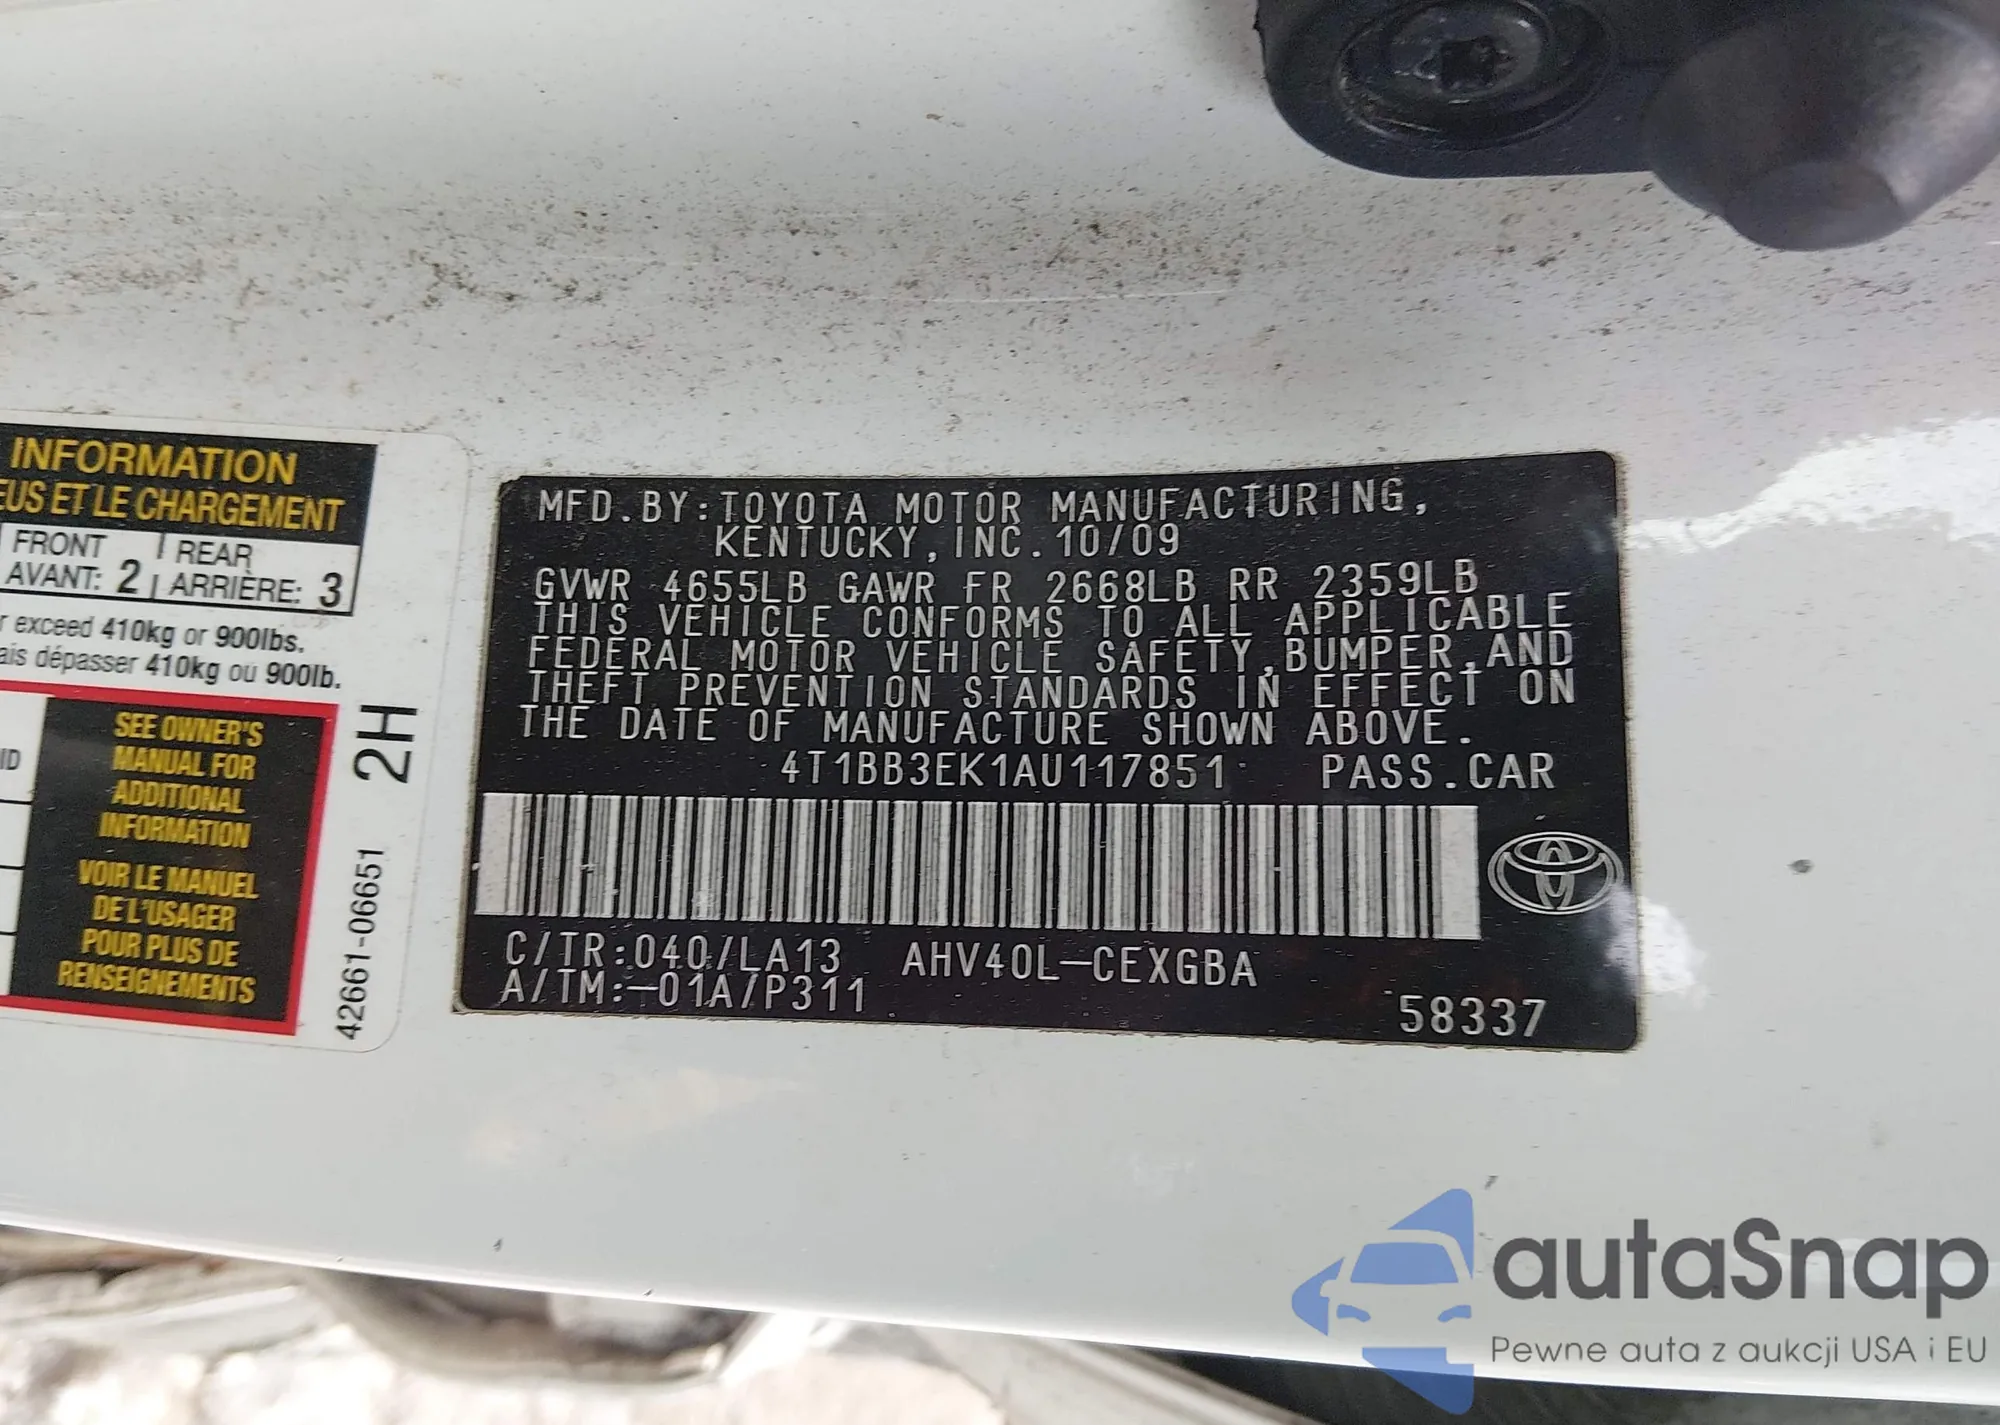 INFORMATION
EUS ET LE CHARGEMENT
FRONT
AVANT: 2
REAR
ARRIÈRE: 3
r exceed 410kg or 900lbs.
ais dépasser 410kg ou 900lb.
ID
SEE OWNER'S
MANUAL FOR
ADDITIONAL
INFORMATION
VOIR LE MANUEL
DE L'USAGER
POUR PLUS DE
RENSEIGNEMENTS
42661-06651 2H
MFD.BY:TOYOTA MOTOR MANUFACTURING,
KENTUCKY,INC.10/09
GVWR 4655LB GAWR FR 2668LB RR 2359LB
THIS VEHICLE CONFORMS TO ALL APPLICABLE
FEDERAL MOTOR VEHICLE SAFETY,BUMPER,AND
THEFT PREVENTION STANDARDS IN EFFECT ON
THE DATE OF MANUFACTURE SHOWN ABOVE.
4T1BB3EK1AU117851 PASS.CAR
C/TR:040/LA13 AHV40L-CEXGBA
A/TM:-01A/P311
58337
autaSnap
Pewne auta z aukcji USA i EU